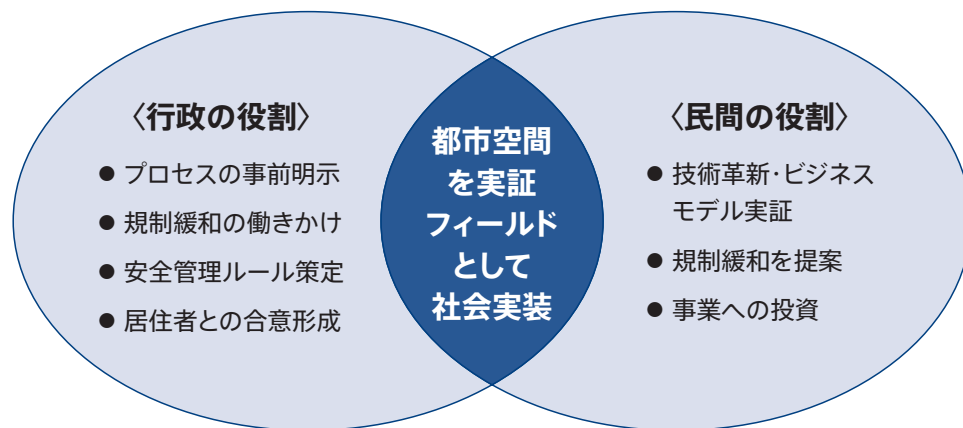 〈行政の役割〉
● プロセスの事前明示
● 規制緩和の働きかけ
● 安全管理ルール策定
● 居住者との合意形成
都市空間
を実証
フィールド
として
社会実装
〈民間の役割〉
● 技術革新・ビジネス
モデル実証
● 規制緩和を提案
● 事業への投資